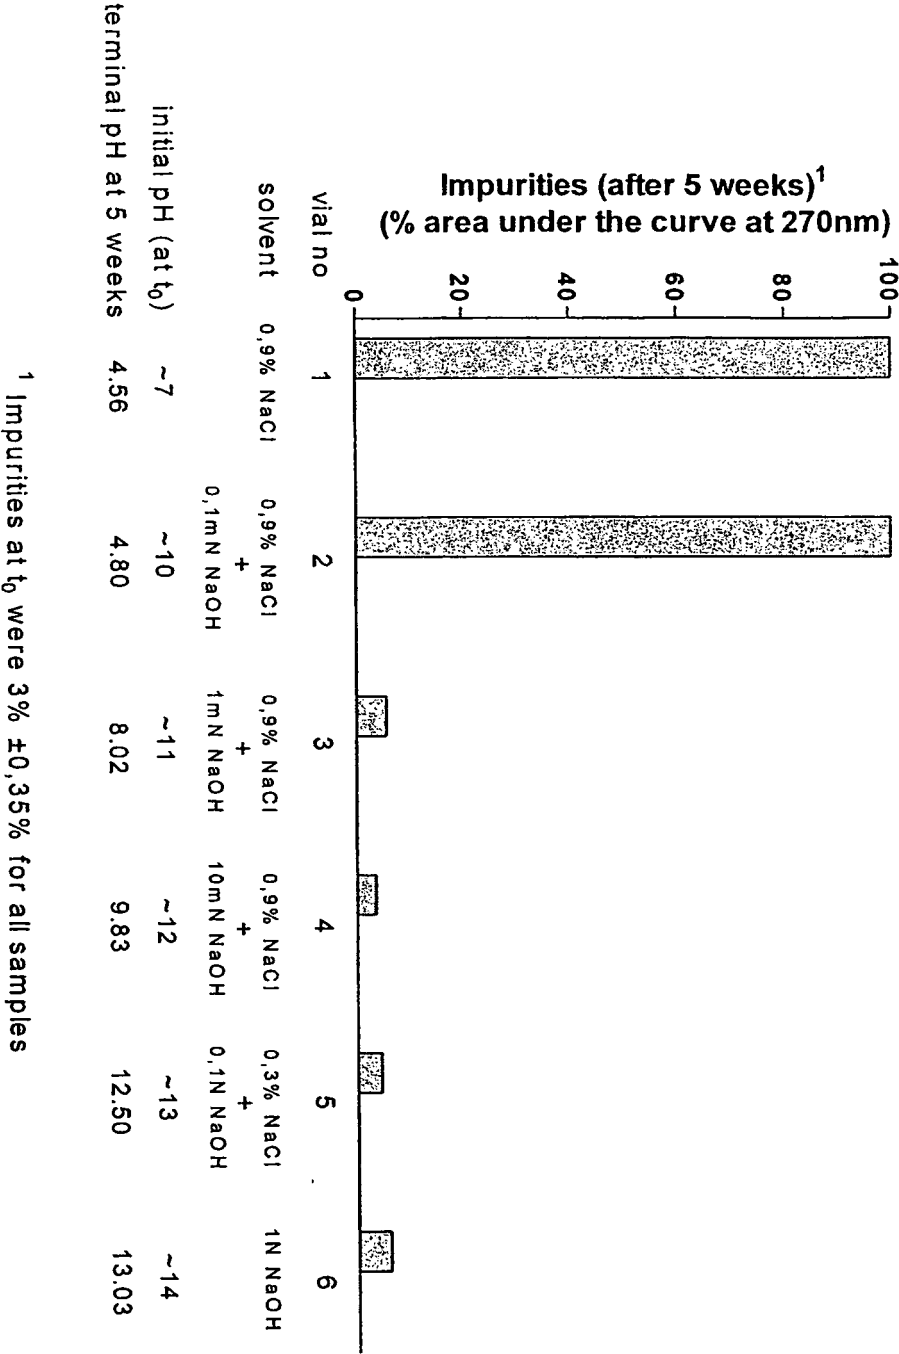 Impurities (after 5 weeks)¹
(% area under the curve at 270nm)
100
80
60
40
20
0
vial no 1 2 3 4 5 6
solvent 0,9% NaCl 0,9% NaCl 0,9% NaCl 0,9% NaCl 0,3% NaCl 1N NaOH
+ + + +
0,1mN NaOH 1mN NaOH 10mN NaOH 0,1N NaOH
initial pH (at t₀) ~7 ~10 ~11 ~12 ~13 ~14
terminal pH at 5 weeks 4.56 4.80 8.02 9.83 12.50 13.03
¹ Impurities at t₀ were 3% ±0,35% for all samples